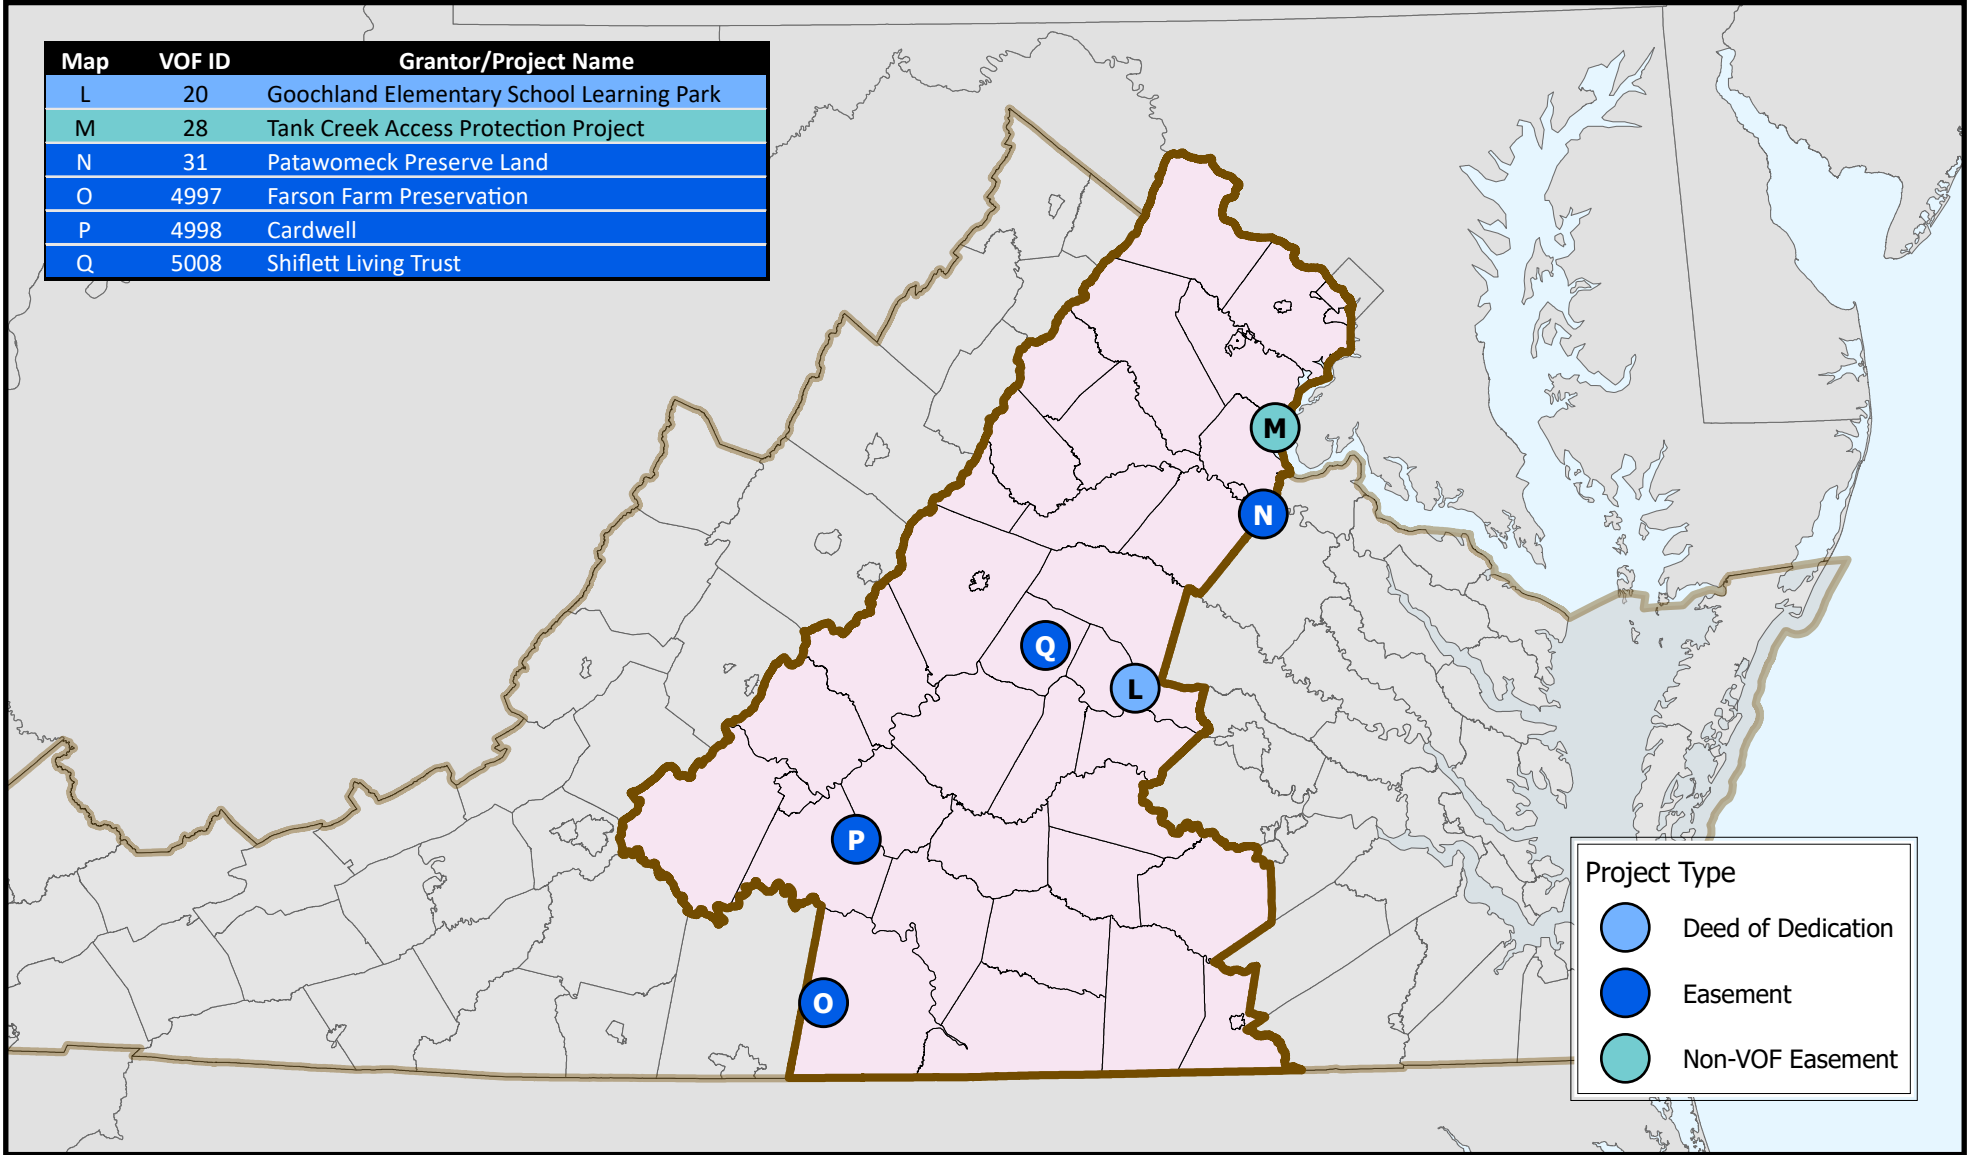 Map VOF ID Grantor/Project Name
L 20 Goochland Elementary School Learning Park
M 28 Tank Creek Access Protection Project
N 31 Patawomeck Preserve Land
O 4997 Farson Farm Preservation
P 4998 Cardwell
Q 5008 Shiflett Living Trust
M
N
Q
L
P
O
Project Type
Deed of Dedication
Easement
Non-VOF Easement